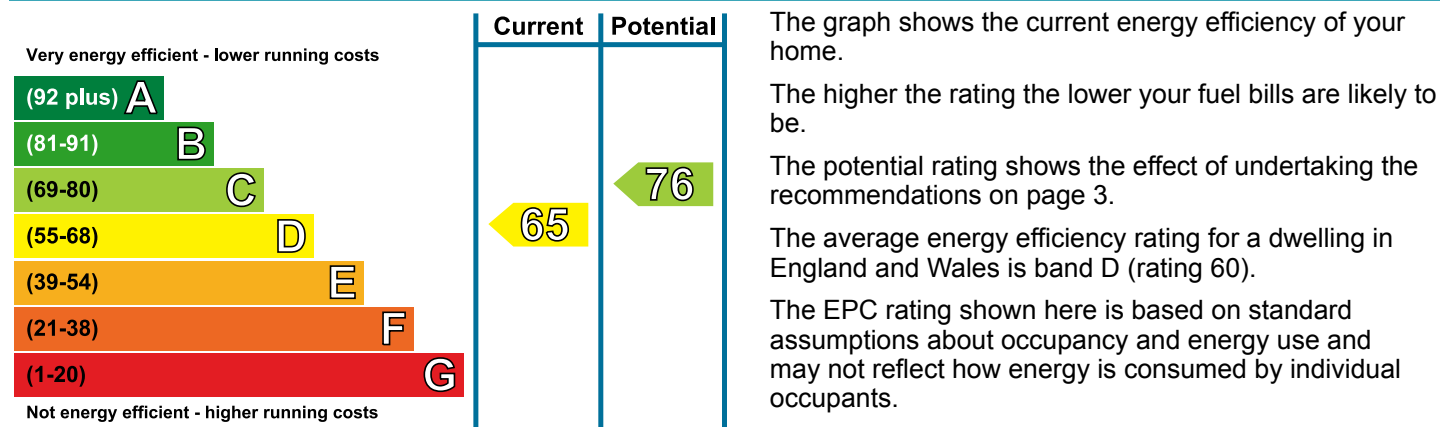 Current Potential
Very energy efficient - lower running costs
(92 plus) A
(81-91) B
(69-80) C
(55-68) D
(39-54) E
(21-38) F
(1-20) G
Not energy efficient - higher running costs
65
76
The graph shows the current energy efficiency of your
home.
The higher the rating the lower your fuel bills are likely to
be.
The potential rating shows the effect of undertaking the
recommendations on page 3.
The average energy efficiency rating for a dwelling in
England and Wales is band D (rating 60).
The EPC rating shown here is based on standard
assumptions about occupancy and energy use and
may not reflect how energy is consumed by individual
occupants.